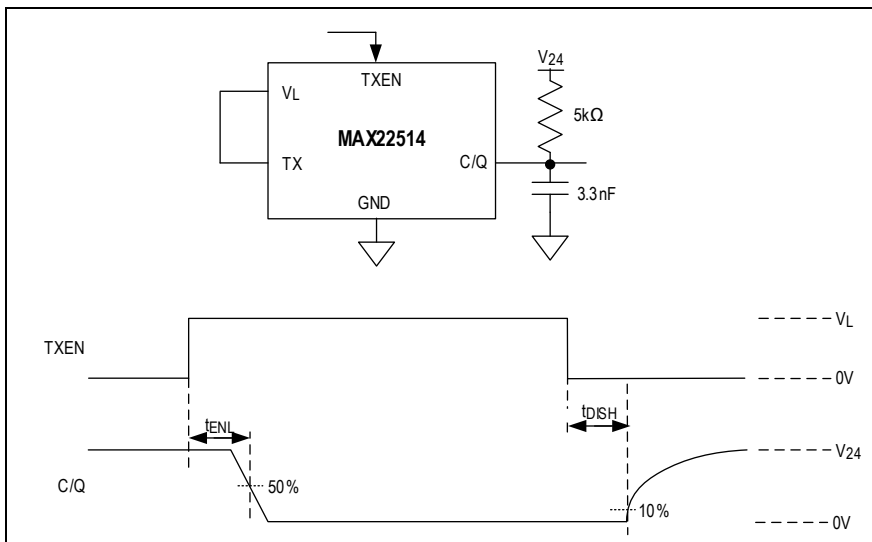 TXEN
VL
MAX22514
TX
C/Q
GND
V24
5kΩ
3.3nF
TXEN
VL
0V
tENL
tDISH
C/Q
50%
10%
V24
0V